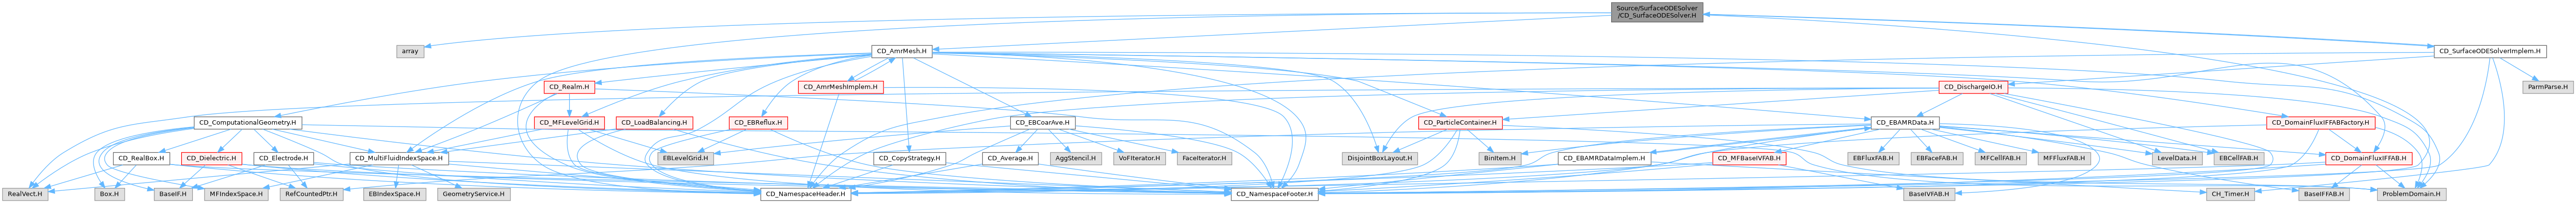 Source/SurfaceODESolver
/CD_SurfaceODESolver.H
array
CD_AmrMesh.H
CD_SurfaceODESolverImplem.H
CD_Realm.H
CD_AmrMeshImplem.H
CD_DischargeIO.H
ParmParse.H
CD_ComputationalGeometry.H
CD_MFLevelGrid.H
CD_LoadBalancing.H
CD_EBReflux.H
CD_EBCoarAve.H
CD_ParticleContainer.H
CD_EBAMRData.H
CD_DomainFluxIFFABFactory.H
CD_RealBox.H
CD_Dielectric.H
CD_Electrode.H
CD_MultiFluidIndexSpace.H
EBLevelGrid.H
CD_CopyStrategy.H
CD_Average.H
AggStencil.H
VoFIterator.H
FaceIterator.H
DisjointBoxLayout.H
BinItem.H
CD_EBAMRDataImplem.H
CD_MFBaseIVFAB.H
EBFluxFAB.H
EBFaceFAB.H
MFCellFAB.H
MFFluxFAB.H
LevelData.H
EBCellFAB.H
CD_DomainFluxIFFAB.H
RealVect.H
Box.H
BaseIF.H
MFIndexSpace.H
RefCountedPtr.H
EBIndexSpace.H
GeometryService.H
CD_NamespaceHeader.H
CD_NamespaceFooter.H
BaseIVFAB.H
CH_Timer.H
BaseIFFAB.H
ProblemDomain.H